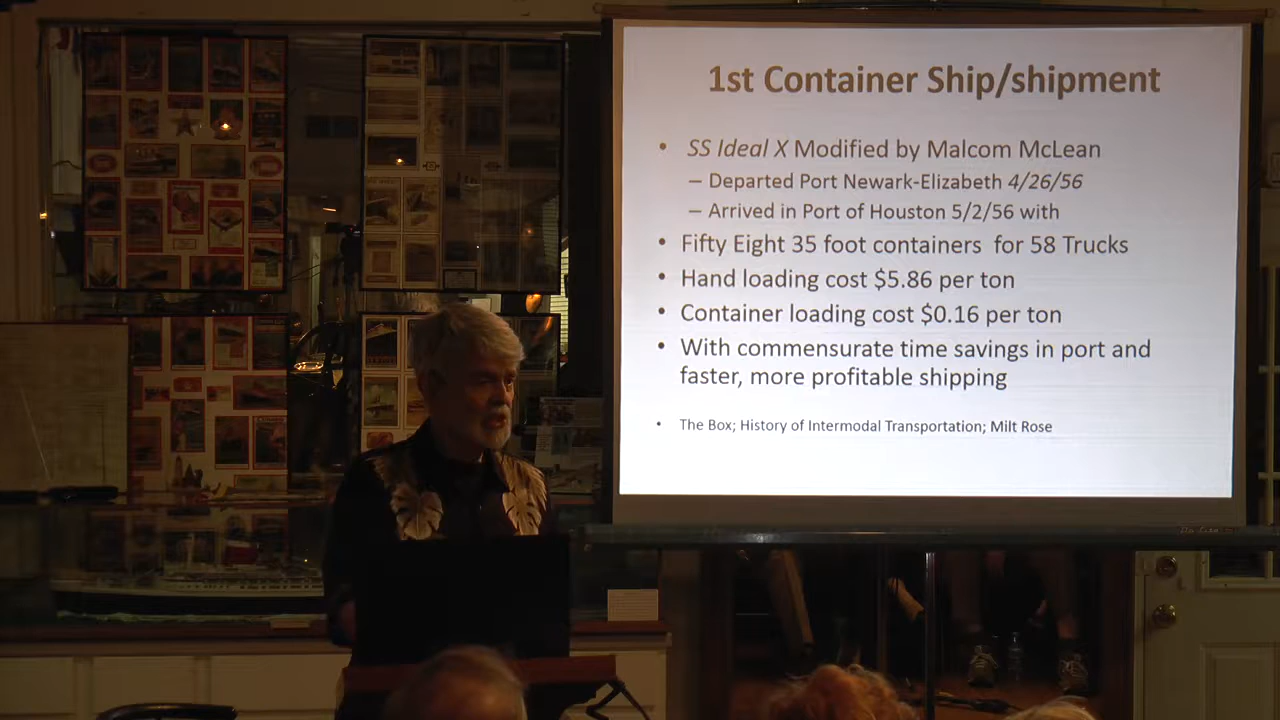 1st Container Ship/shipment
• SS Ideal X Modified by Malcom McLean
– Departed Port Newark-Elizabeth 4/26/56
– Arrived in Port of Houston 5/2/56 with
• Fifty Eight 35 foot containers for 58 Trucks
• Hand loading cost $5.86 per ton
• Container loading cost $0.16 per ton
• With commensurate time savings in port and
faster, more profitable shipping
• The Box; History of Intermodal Transportation; Milt Rose